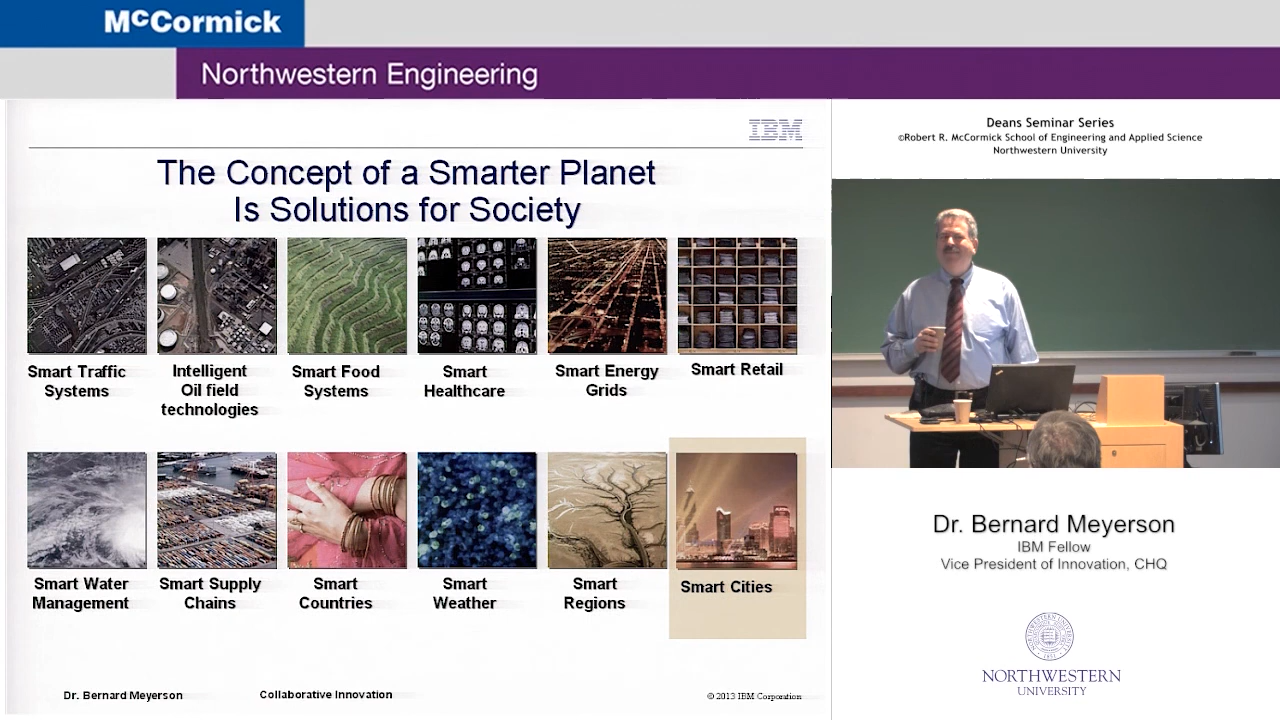 McCormick
Northwestern Engineering
IBM
The Concept of a Smarter Planet
Is Solutions for Society
Smart Traffic
Systems
Intelligent
Oil field
technologies
Smart Food
Systems
Smart
Healthcare
Smart Energy
Grids
Smart Retail
Smart Water
Management
Smart Supply
Chains
Smart
Countries
Smart
Weather
Smart
Regions
Smart Cities
Dr. Bernard Meyerson
Collaborative Innovation
© 2013 IBM Corporation
Deans Seminar Series
©Robert R. McCormick School of Engineering and Applied Science
Northwestern University
Dr. Bernard Meyerson
IBM Fellow
Vice President of Innovation, CHQ
NORTHWESTERN
UNIVERSITY